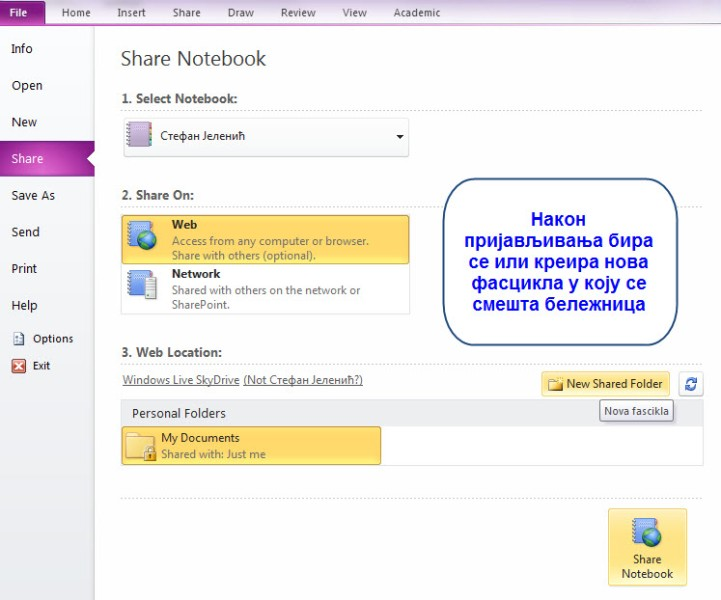 File Home Insert Share Draw Review View Academic
Info
Open
New
Share
Save As
Send
Print
Help
Options
Exit
Share Notebook
1. Select Notebook:
Стефан Јеленић
2. Share On:
Web
Access from any computer or browser.
Share with others (optional).
Network
Shared with others on the network or
SharePoint.
Након
пријављивања бира
се или креира нова
фасцикла у коју се
смешта бележница
3. Web Location:
Windows Live SkyDrive (Not Стефан Јеленић?)
New Shared Folder
Nova fascikla
Personal Folders
My Documents
Shared with: Just me
Share
Notebook